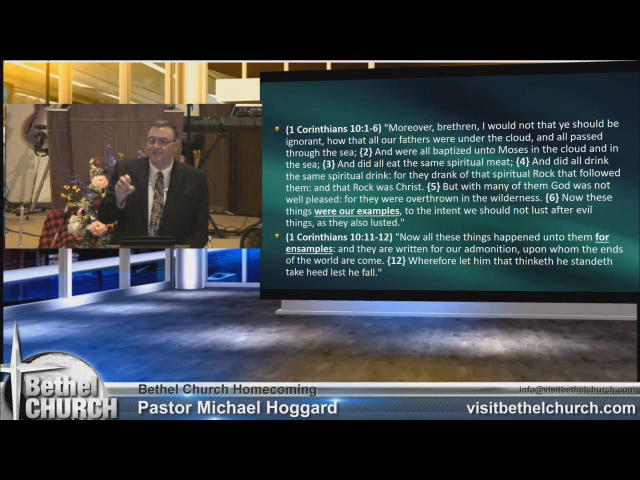 (1 Corinthians 10:1-6) "Moreover, brethren, I would not that ye should be
ignorant, how that all our fathers were under the cloud, and all passed
through the sea; {2} And were all baptized unto Moses in the cloud and in
the sea; {3} And did all eat the same spiritual meat; {4} And did all drink
the same spiritual drink: for they drank of that spiritual Rock that followed
them: and that Rock was Christ. {5} But with many of them God was not
well pleased: for they were overthrown in the wilderness. {6} Now these
things were our examples, to the intent we should not lust after evil
things, as they also lusted."
(1 Corinthians 10:11-12) "Now all these things happened unto them for
ensamples: and they are written for our admonition, upon whom the ends
of the world are come. {12} Wherefore let him that thinketh he standeth
take heed lest he fall."
Bethel
CHURCH
Bethel Church Homecoming
info@visitbethelchurch.com
Pastor Michael Hoggard
visitbethelchurch.com